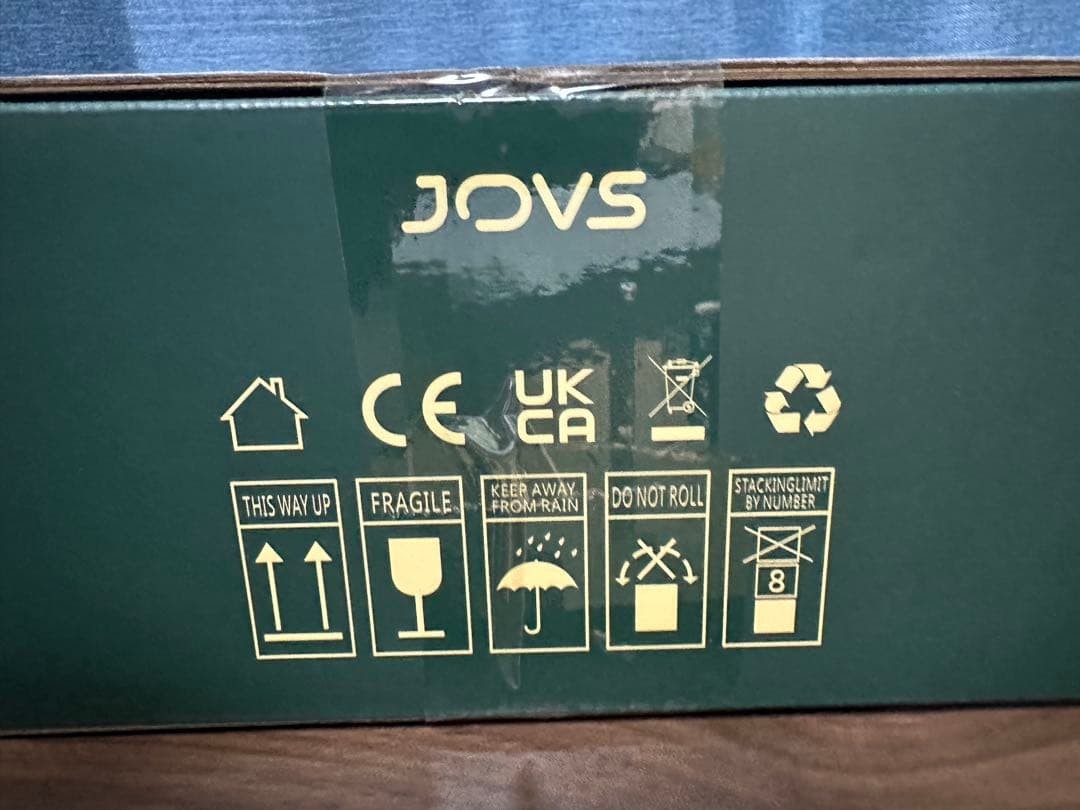 JOVS
CE
UK
CA
THIS WAY UP
FRAGILE
KEEP AWAY
FROM RAIN
DO NOT ROLL
STACKINGLIMIT
BY NUMBER
8